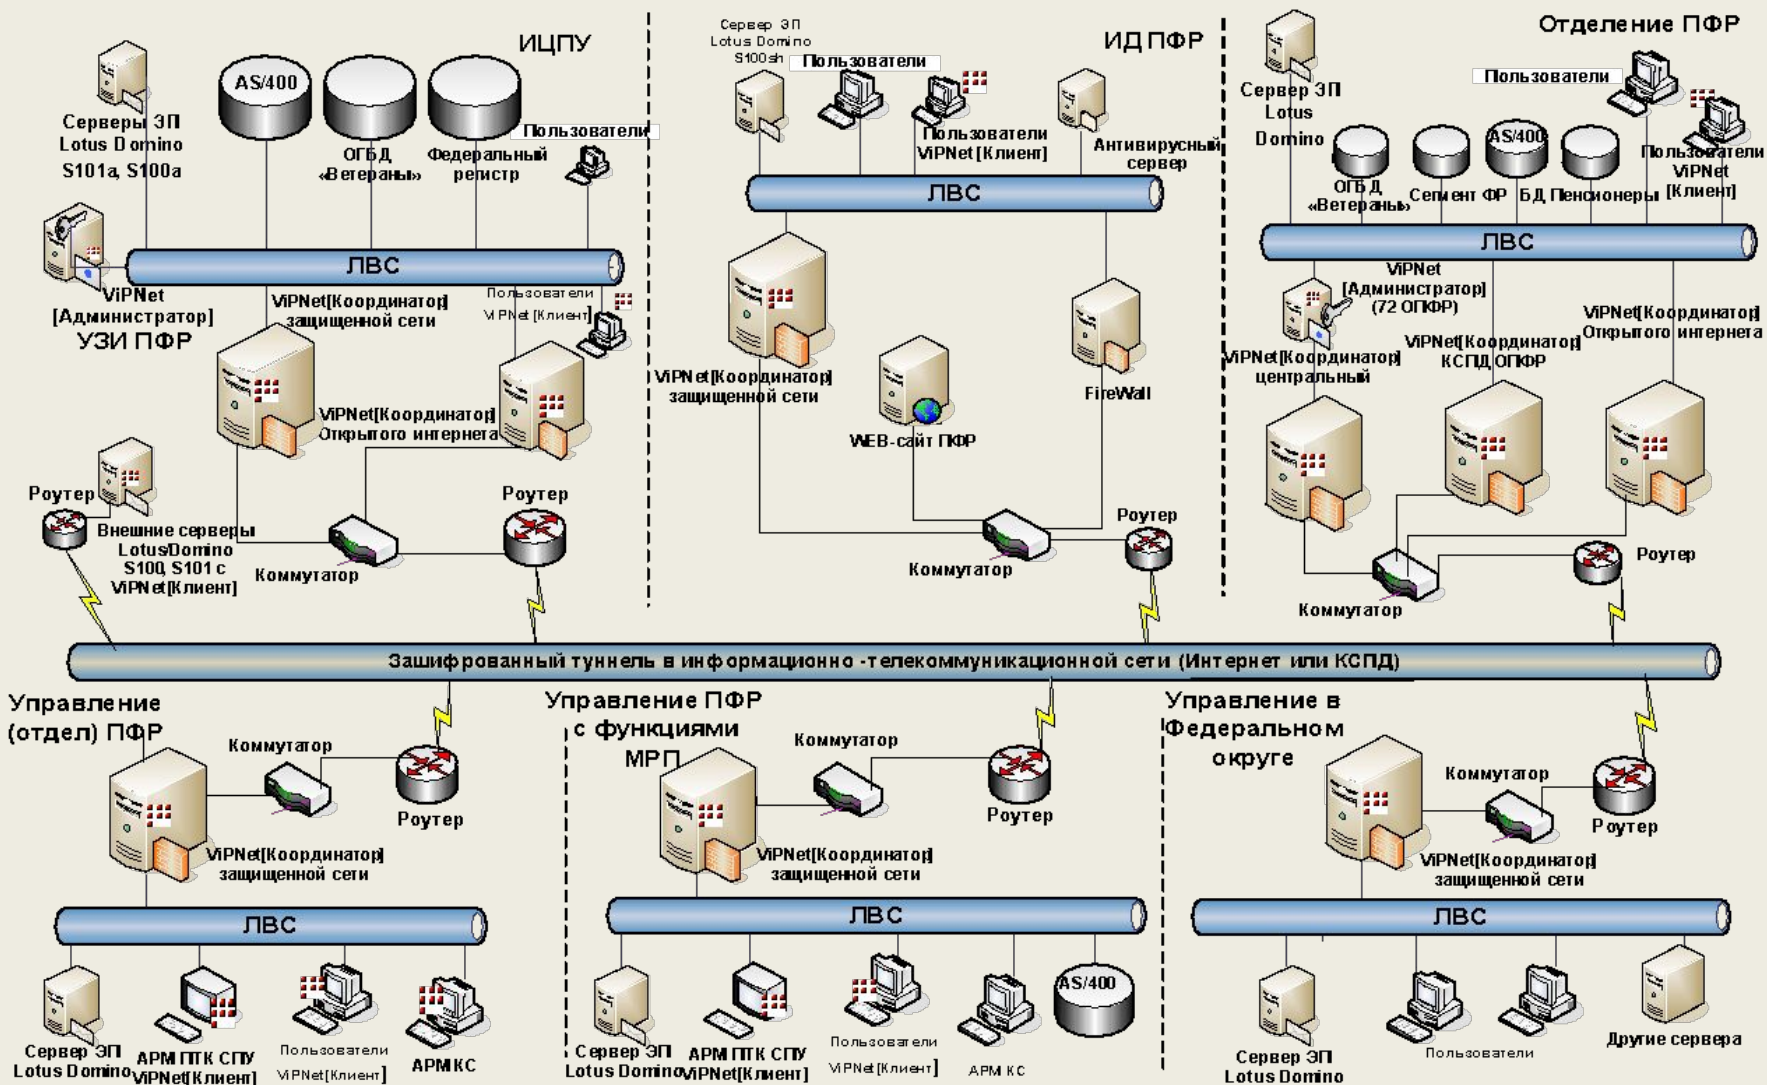 ИЦПУ
Серверы ЭП
Lotus Domino
S101a, S100a
AS/400
ОГБД
«Ветераны»
Федеральный
регистр
Пользователи
ЛВС
ViPNet
[Администратор]
УЗИ ПФР
ViPNet[Координатор]
защищенной сети
Пользователи
ViPNet[Клиент]
ViPNet[Координатор]
Открытого интернета
Роутер
Внешние серверы
Lotus/Domino
S100, S101 c
ViPNet[Клиент]
Коммутатор
Роутер
ИД ПФР
Сервер ЭП
Lotus Domino
S100sh
Пользователи
Пользователи
ViPNet[Клиент]
Антивирусный
сервер
ЛВС
ViPNet[Координатор]
защищенной сети
WEB-сайт ПФР
FireWall
Коммутатор
Роутер
Отделение ПФР
Сервер ЭП
Lotus
Domino
Пользователи
Пользователи
ViPNet
[Клиент]
ОГБД
«Ветераны»
Сегмент ФР
AS/400
БД Пенсионеры
ЛВС
ViPNet
[Администратор]
(72 ОПФР)
ViPNet[Координатор]
центральный
ViPNet[Координатор]
КСПД ОПФР
ViPNet[Координатор]
Открытого интернета
Коммутатор
Роутер
Зашифрованный туннель в информационно -телекоммуникационной сети (Интернет или КСПД)
Управление
(отдел) ПФР
Коммутатор
Роутер
ViPNet[Координатор]
защищенной сети
ЛВС
Сервер ЭП
Lotus Domino
АРМ ПТК СПУ
ViPNet[Клиент]
Пользователи
ViPNet[Клиент]
АРМ КС
Управление ПФР
с функциями
МРП
Коммутатор
Роутер
ViPNet[Координатор]
защищенной сети
ЛВС
Сервер ЭП
Lotus Domino
АРМ ПТК СПУ
ViPNet[Клиент]
Пользователи
ViPNet[Клиент]
АРМ КС
AS/400
Управление в
Федеральном
округе
Коммутатор
Роутер
ViPNet[Координатор]
защищенной сети
ЛВС
Сервер ЭП
Lotus Domino
Пользователи
Другие сервера